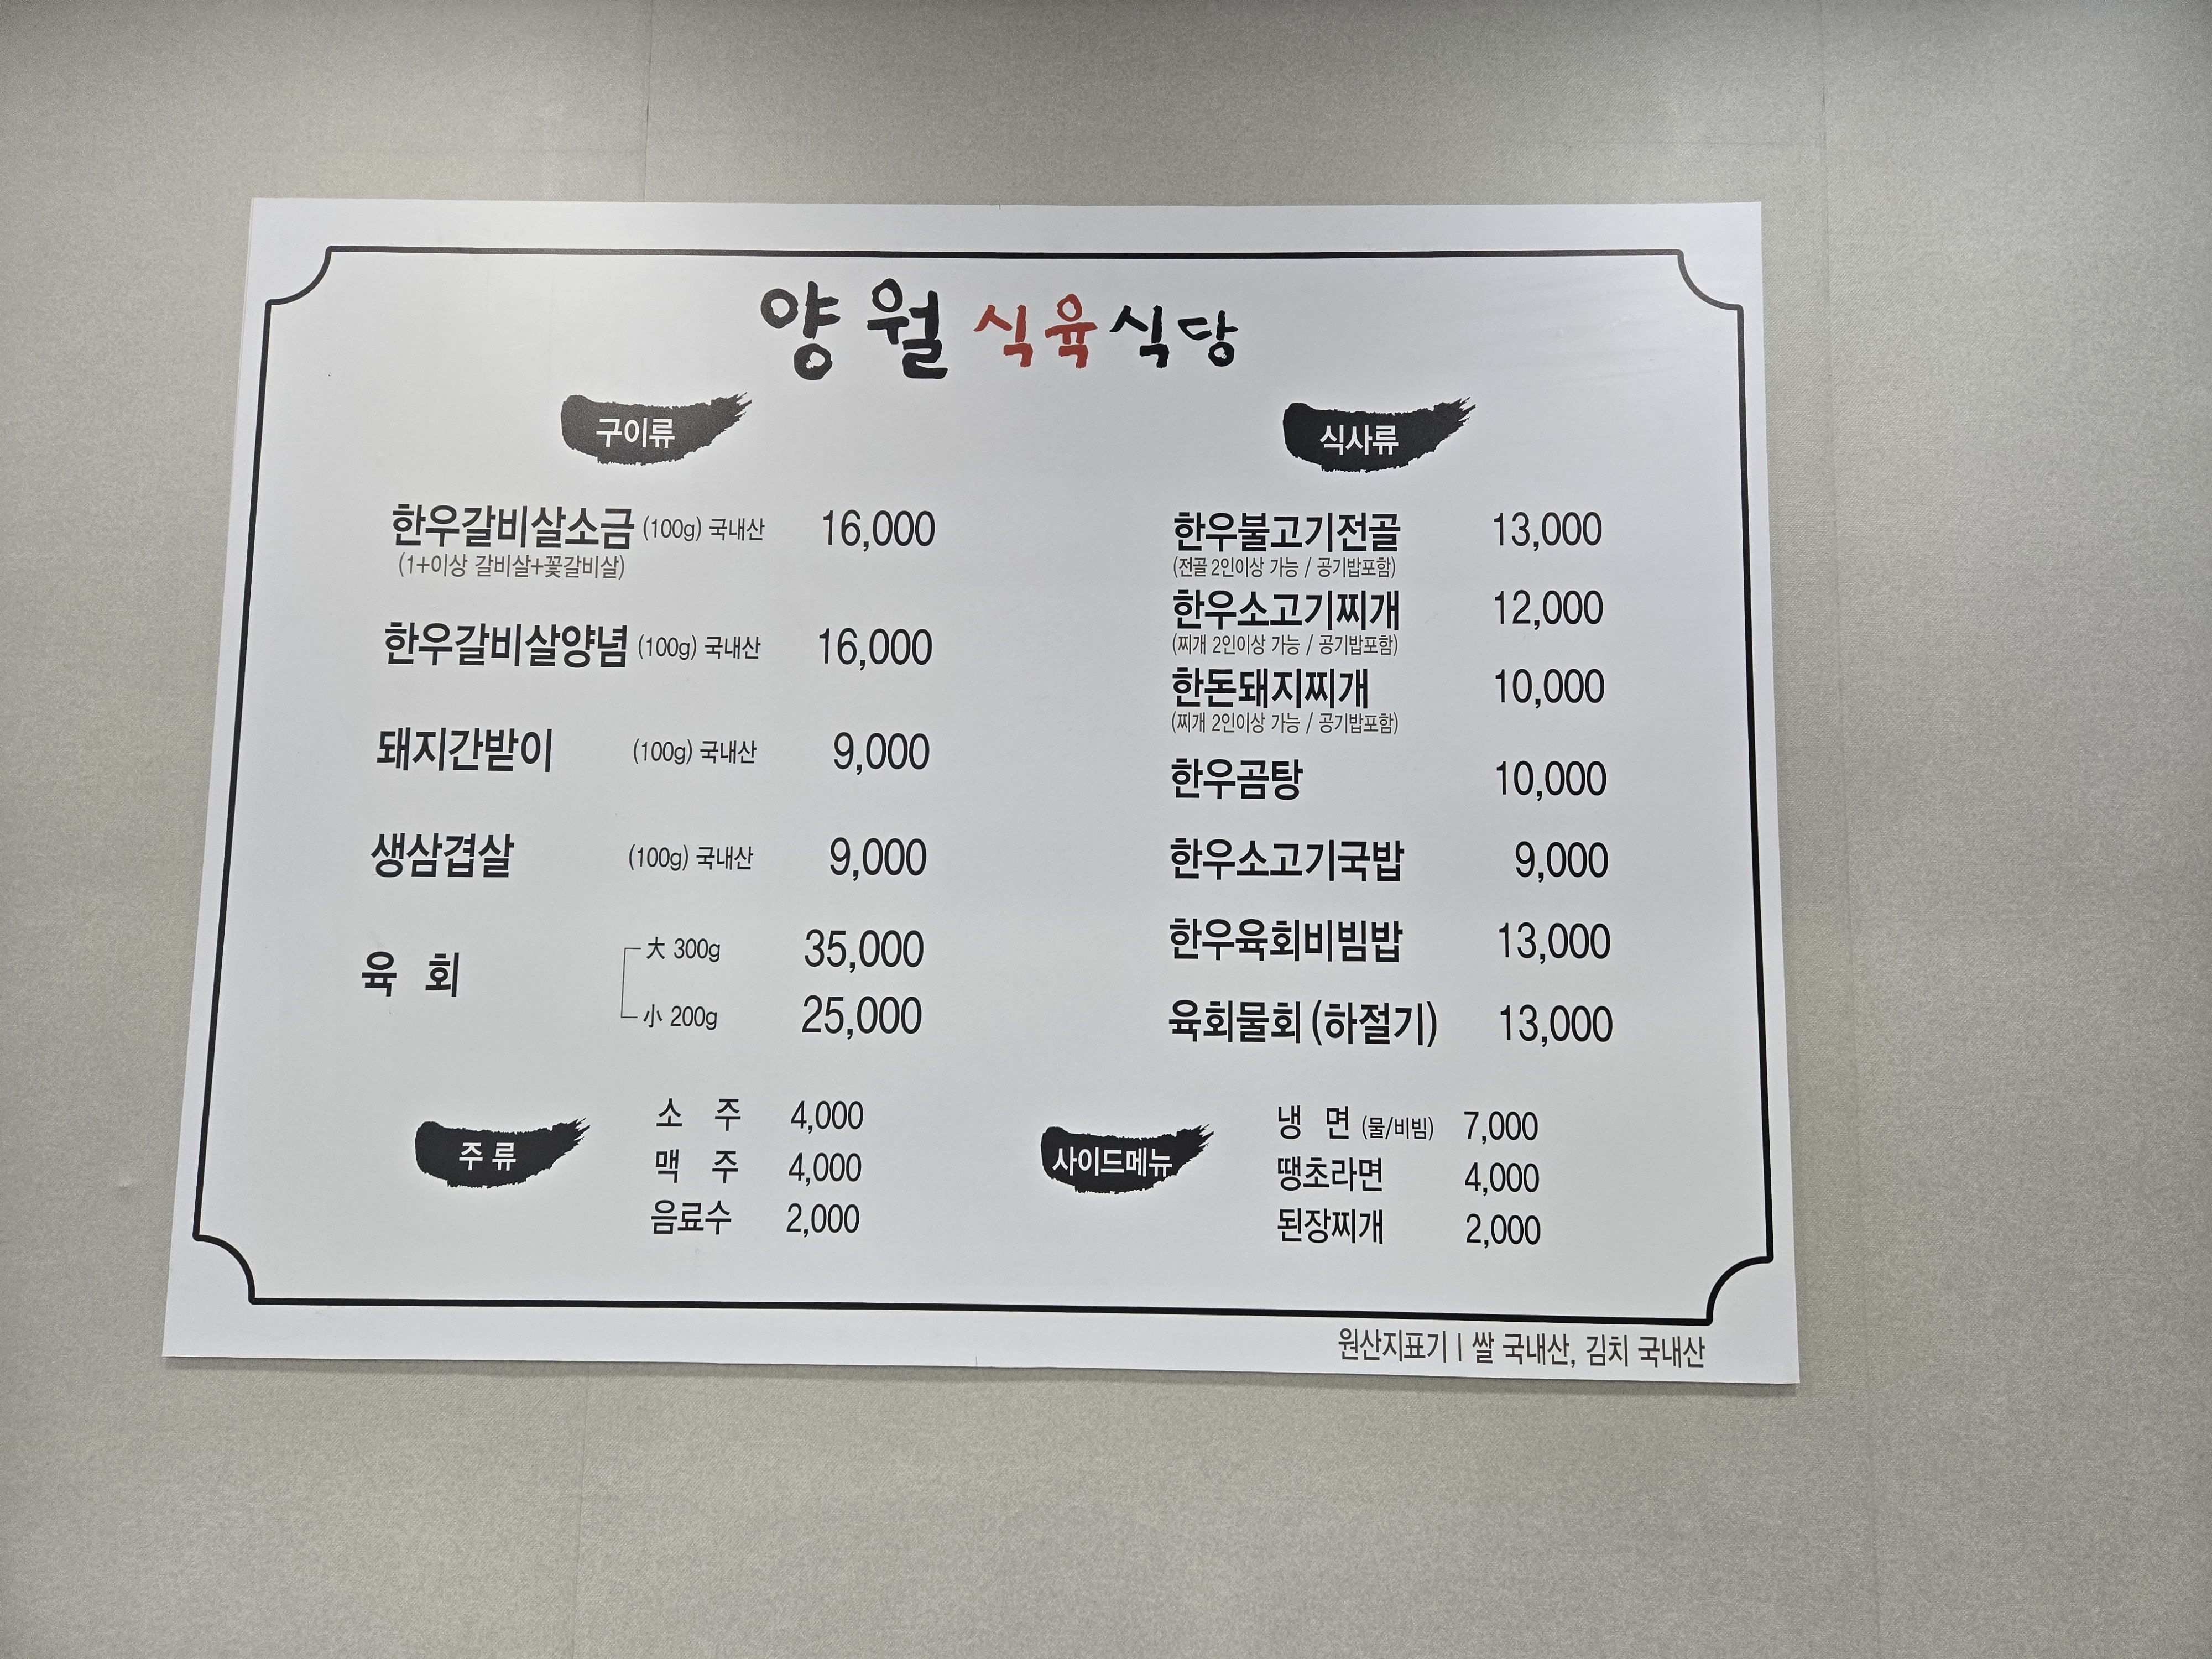 양월 식육식당
구이류
한우갈비살소금 (100g) 국내산 16,000
(1+이상 갈비살+꽃갈비살)
한우갈비살양념 (100g) 국내산 16,000
돼지간받이 (100g) 국내산 9,000
생삼겹살 (100g) 국내산 9,000
육 회
大 300g 35,000
小 200g 25,000
식사류
한우불고기전골 13,000
(전골 2인이상 가능 / 공기밥포함)
한우소고기찌개 12,000
(찌개 2인이상 가능 / 공기밥포함)
한돈돼지찌개 10,000
(찌개 2인이상 가능 / 공기밥포함)
한우곰탕 10,000
한우소고기국밥 9,000
한우육회비빔밥 13,000
육회물회 (하절기) 13,000
주 류
소 주 4,000
맥 주 4,000
음료수 2,000
사이드메뉴
냉 면 (물/비빔) 7,000
땡초라면 4,000
된장찌개 2,000
원산지표기 | 쌀 국내산, 김치 국내산